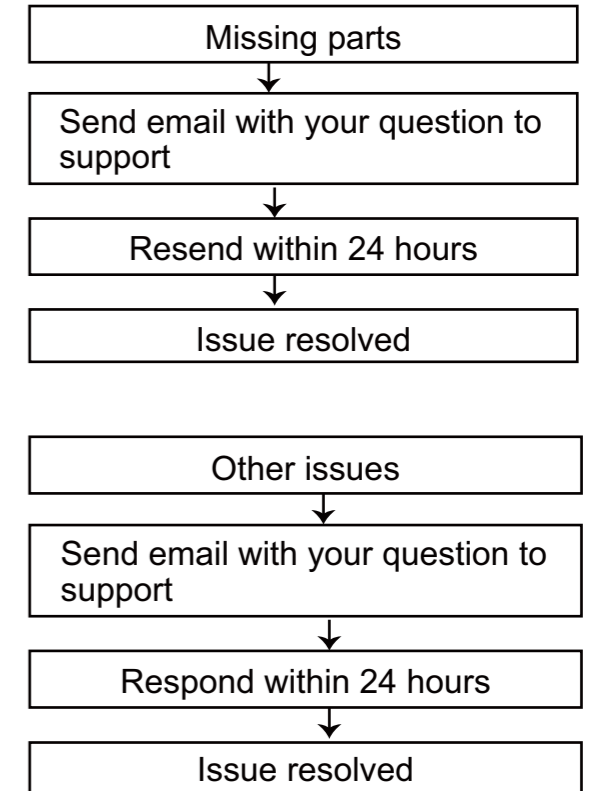 Missing parts
Send email with your question to
support
Resend within 24 hours
Issue resolved
Other issues
Send email with your question to
support
Respond within 24 hours
Issue resolved